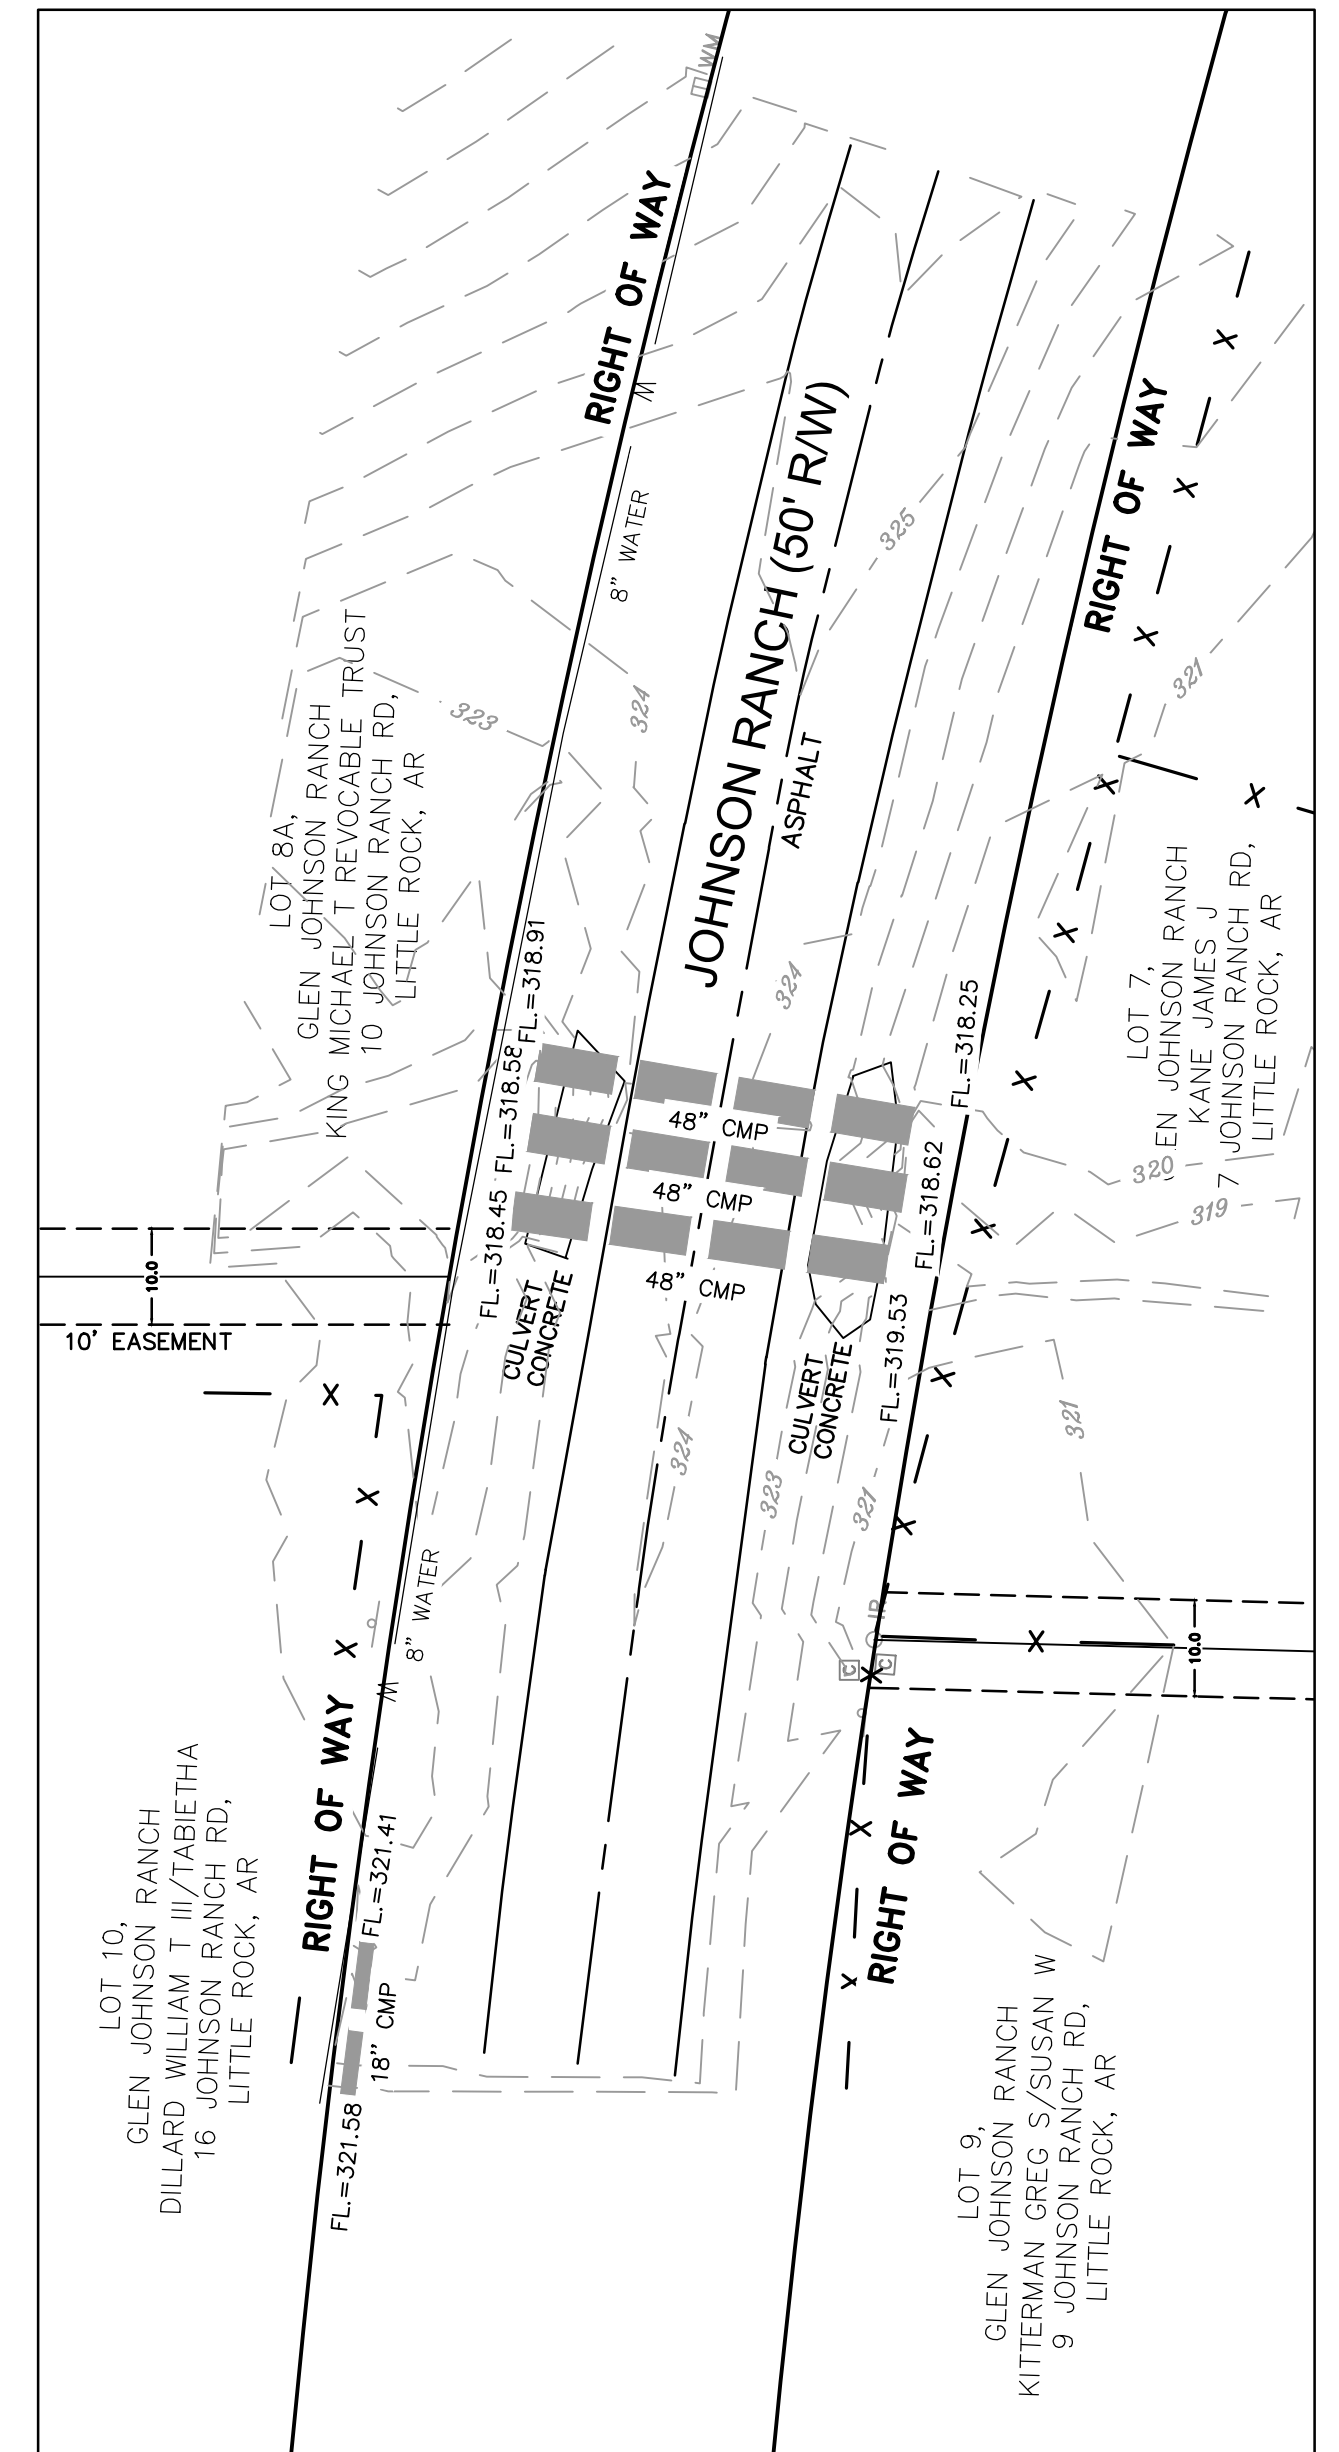 WM
RIGHT OF WAY
W
8" WATER
JOHNSON RANCH (50' R/W)
ASPHALT
325
RIGHT OF WAY
321
324
323
LOT 8A,
GLEN JOHNSON RANCH
KING MICHAEL T REVOCABLE TRUST
10 JOHNSON RANCH RD,
LITTLE ROCK, AR
LOT 7,
EN JOHNSON RANCH
KANE JAMES J
7 JOHNSON RANCH RD,
LITTLE ROCK, AR
324
FL.=318.91
FL.=318.58
FL.=318.45
FL.=318.25
FL.=318.62
FL.=319.53
48" CMP
48" CMP
48" CMP
320
319
CULVERT
CONCRETE
CULVERT
CONCRETE
10.0
10' EASEMENT
324
323
321
321
8" WATER
W
IP
C
C
10.0
RIGHT OF WAY
RIGHT OF WAY
FL.=321.41
18" CMP
FL.=321.58
LOT 10,
GLEN JOHNSON RANCH
DILLARD WILLIAM T III/TABIETHA
16 JOHNSON RANCH RD,
LITTLE ROCK, AR
LOT 9,
GLEN JOHNSON RANCH
KITTERMAN GREG S/SUSAN W
9 JOHNSON RANCH RD,
LITTLE ROCK, AR